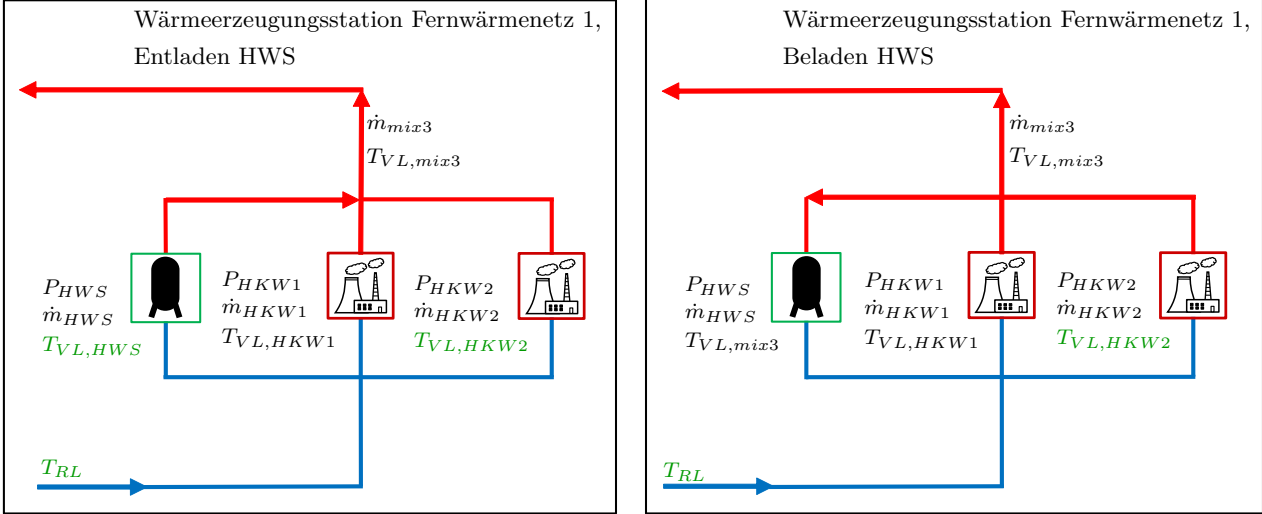 Wärmeerzeugungsstation Fernwärmenetz 1,
Entladen HWS
ṁ_{mix3}
T_{VL,mix3}
P_{HWS}
ṁ_{HWS}
T_{VL,HWS}
P_{HKW1}
ṁ_{HKW1}
T_{VL,HKW1}
P_{HKW2}
ṁ_{HKW2}
T_{VL,HKW2}
T_{RL}
Wärmeerzeugungsstation Fernwärmenetz 1,
Beladen HWS
ṁ_{mix3}
T_{VL,mix3}
P_{HWS}
ṁ_{HWS}
T_{VL,mix3}
P_{HKW1}
ṁ_{HKW1}
T_{VL,HKW1}
P_{HKW2}
ṁ_{HKW2}
T_{VL,HKW2}
T_{RL}